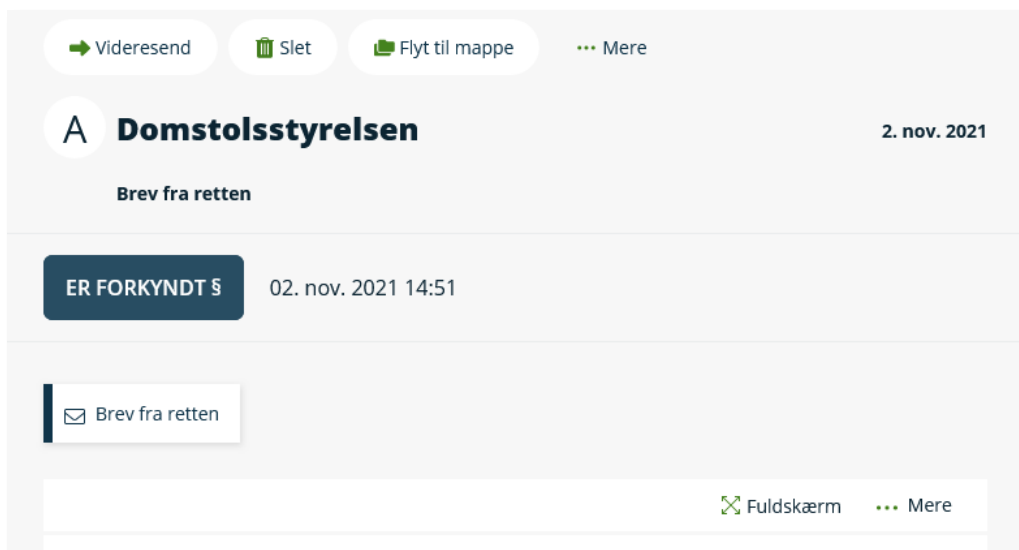 Videresend Slet Flyt til mappe ... Mere
A Domstolsstyrelsen 2. nov. 2021
Brev fra retten
ER FORKYNDT § 02. nov. 2021 14:51
Brev fra retten
Fuldskærm ... Mere